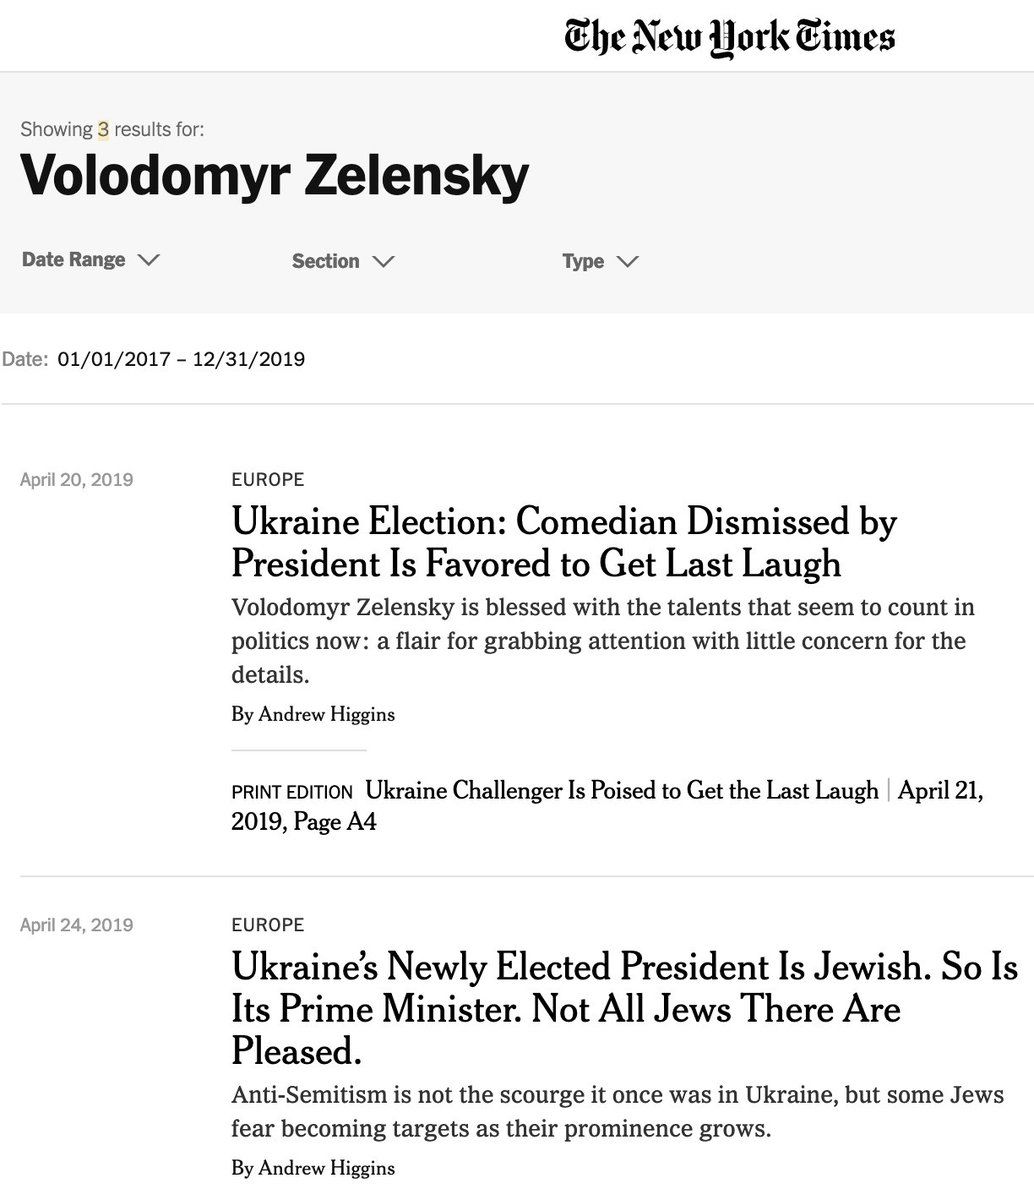 The New York Times
Showing 3 results for:
Volodomyr Zelensky
Date Range
Section
Type
Date: 01/01/2017 – 12/31/2019
April 20, 2019
EUROPE
Ukraine Election: Comedian Dismissed by
President Is Favored to Get Last Laugh
Volodomyr Zelensky is blessed with the talents that seem to count in
politics now: a flair for grabbing attention with little concern for the
details.
By Andrew Higgins
PRINT EDITION Ukraine Challenger Is Poised to Get the Last Laugh | April 21,
2019, Page A4
April 24, 2019
EUROPE
Ukraine’s Newly Elected President Is Jewish. So Is
Its Prime Minister. Not All Jews There Are
Pleased.
Anti-Semitism is not the scourge it once was in Ukraine, but some Jews
fear becoming targets as their prominence grows.
By Andrew Higgins